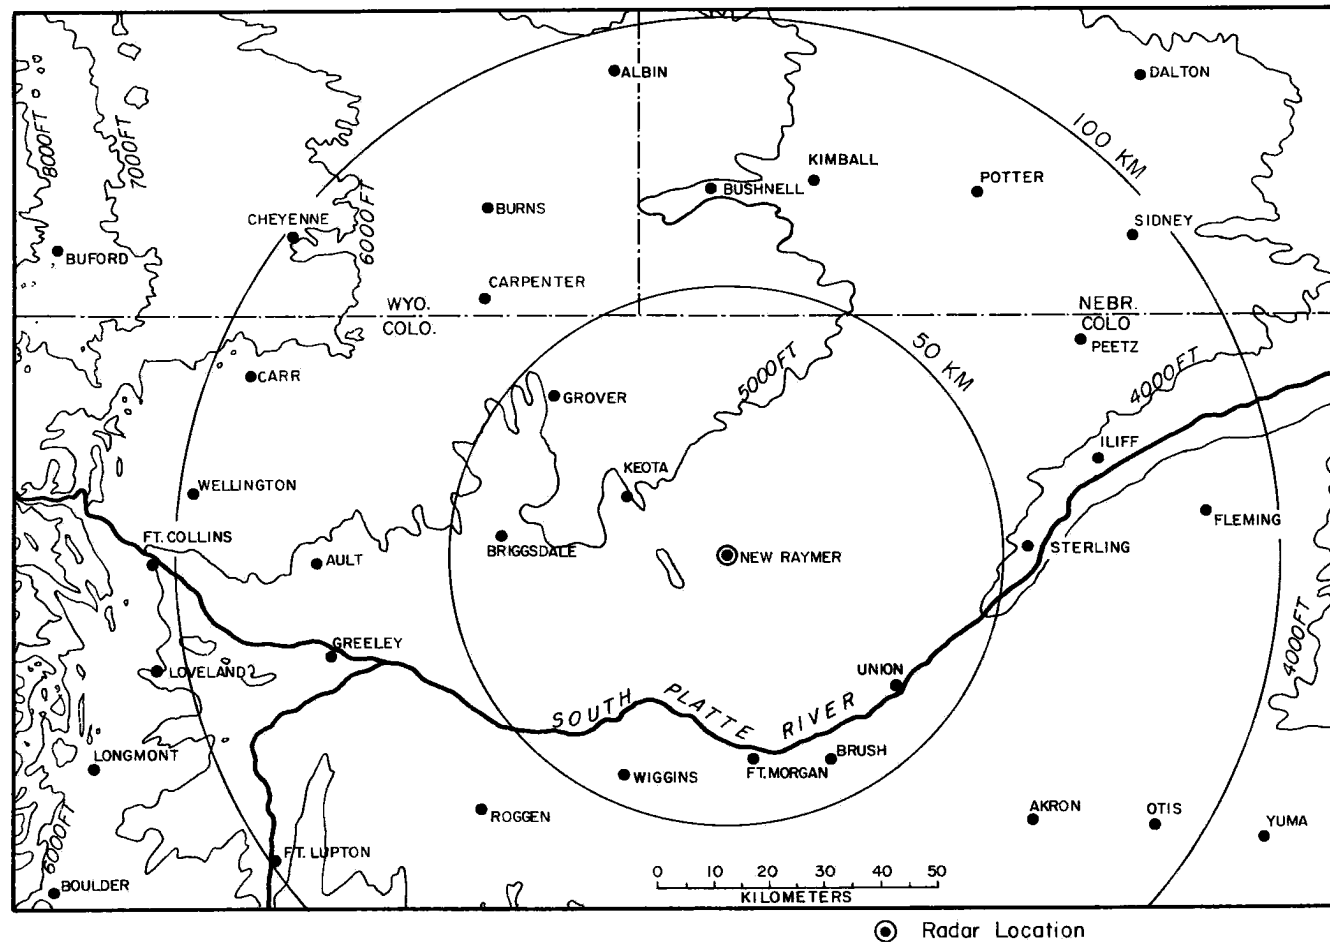 ALBIN
DALTON
100 KM
8000FT
7000FT
KIMBALL
BUSHNELL
POTTER
6000FT
CHEYENNE
BURNS
SIDNEY
BUFORD
CARPENTER
WYO.
COLO.
NEBR.
COLO
PEETZ
50 KM
5000FT
4000FT
CARR
GROVER
ILIFF
KEOTA
WELLINGTON
FLEMING
FT. COLLINS
AULT
BRIGGSDALE
NEW RAYMER
STERLING
4000FT
GREELEY
LOVELAND
UNION
SOUTH PLATTE RIVER
LONGMONT
WIGGINS
FT. MORGAN
BRUSH
ROGGEN
AKRON
OTIS
YUMA
6000FT
FT. LUPTON
BOULDER
0 10 20 30 40 50
KILOMETERS
Radar Location